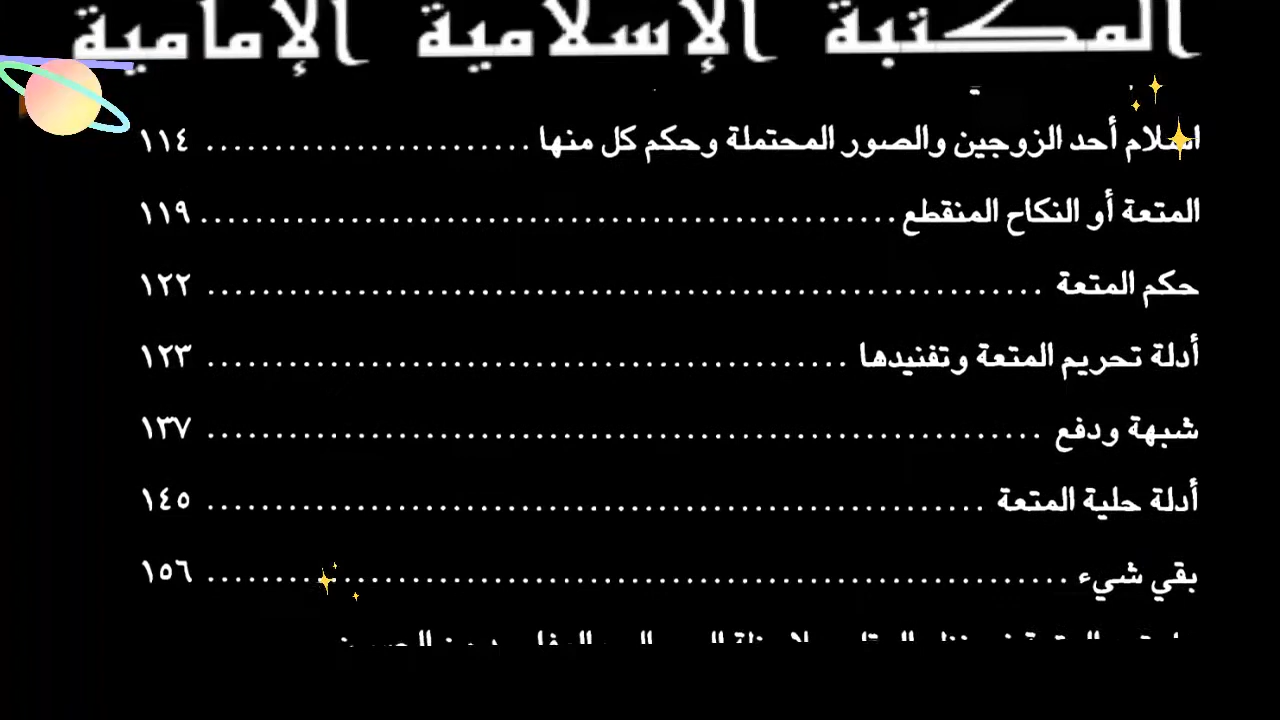 المكتبة الإسلامية الإمامية
اسلام أحد الزوجين والصور المحتملة وحكم كل منها ........................ ١١٤
المتعة أو النكاح المنقطع ................................................... ١١٩
حكم المتعة ................................................. ١٢٢
أدلة تحريم المتعة وتفنيدها ...................................... ١٢٣
شبهة ودفع ................................................. ١٣٧
أدلة حلية المتعة .............................................. ١٤٥
بقي شيء ................................................... ١٥٦